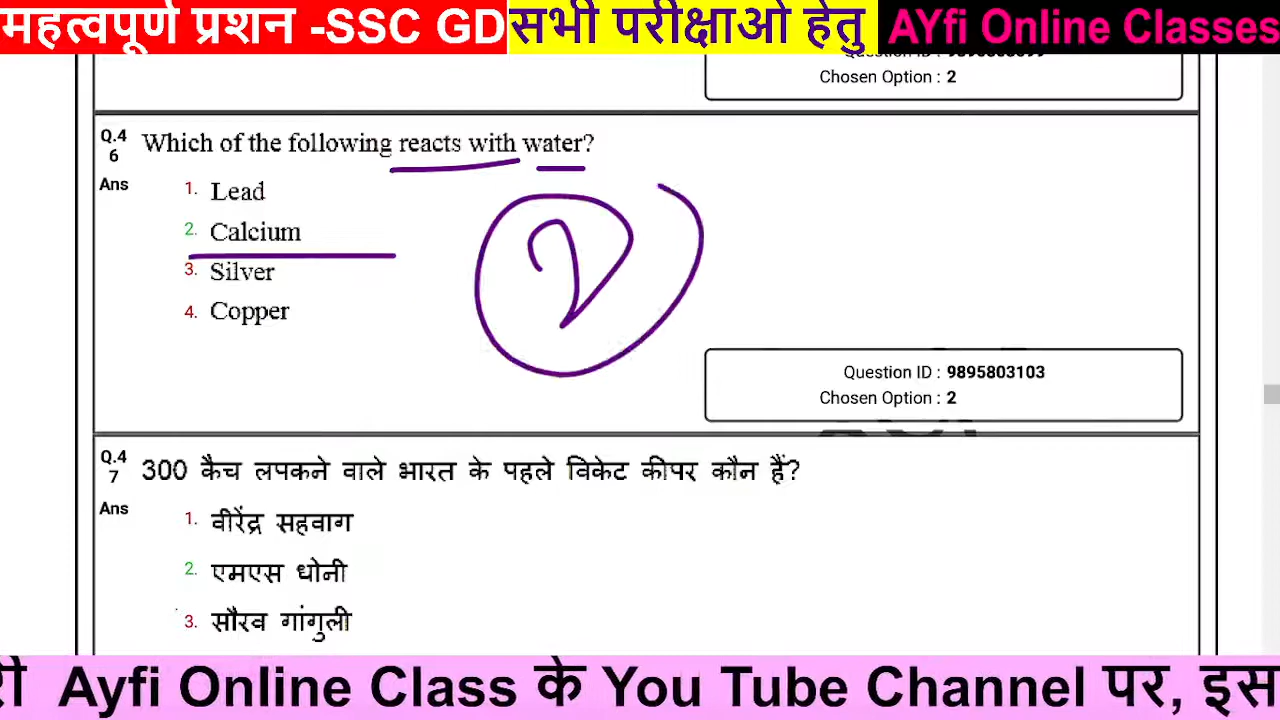 महत्वपूर्ण प्रशन -SSC GD सभी परीक्षाओ हेतु AYfi Online Classes
Chosen Option : 2
Q.46 Which of the following reacts with water?
Ans 1. Lead
2. Calcium
3. Silver
4. Copper
2
Question ID : 9895803103
Chosen Option : 2
Q.47 300 कैच लपकने वाले भारत के पहले विकेट कीपर कौन हैं?
Ans 1. वीरेंद्र सहवाग
2. एमएस धोनी
3. सौरव गांगुली
Ayfi Online Class के You Tube Channel पर, इस